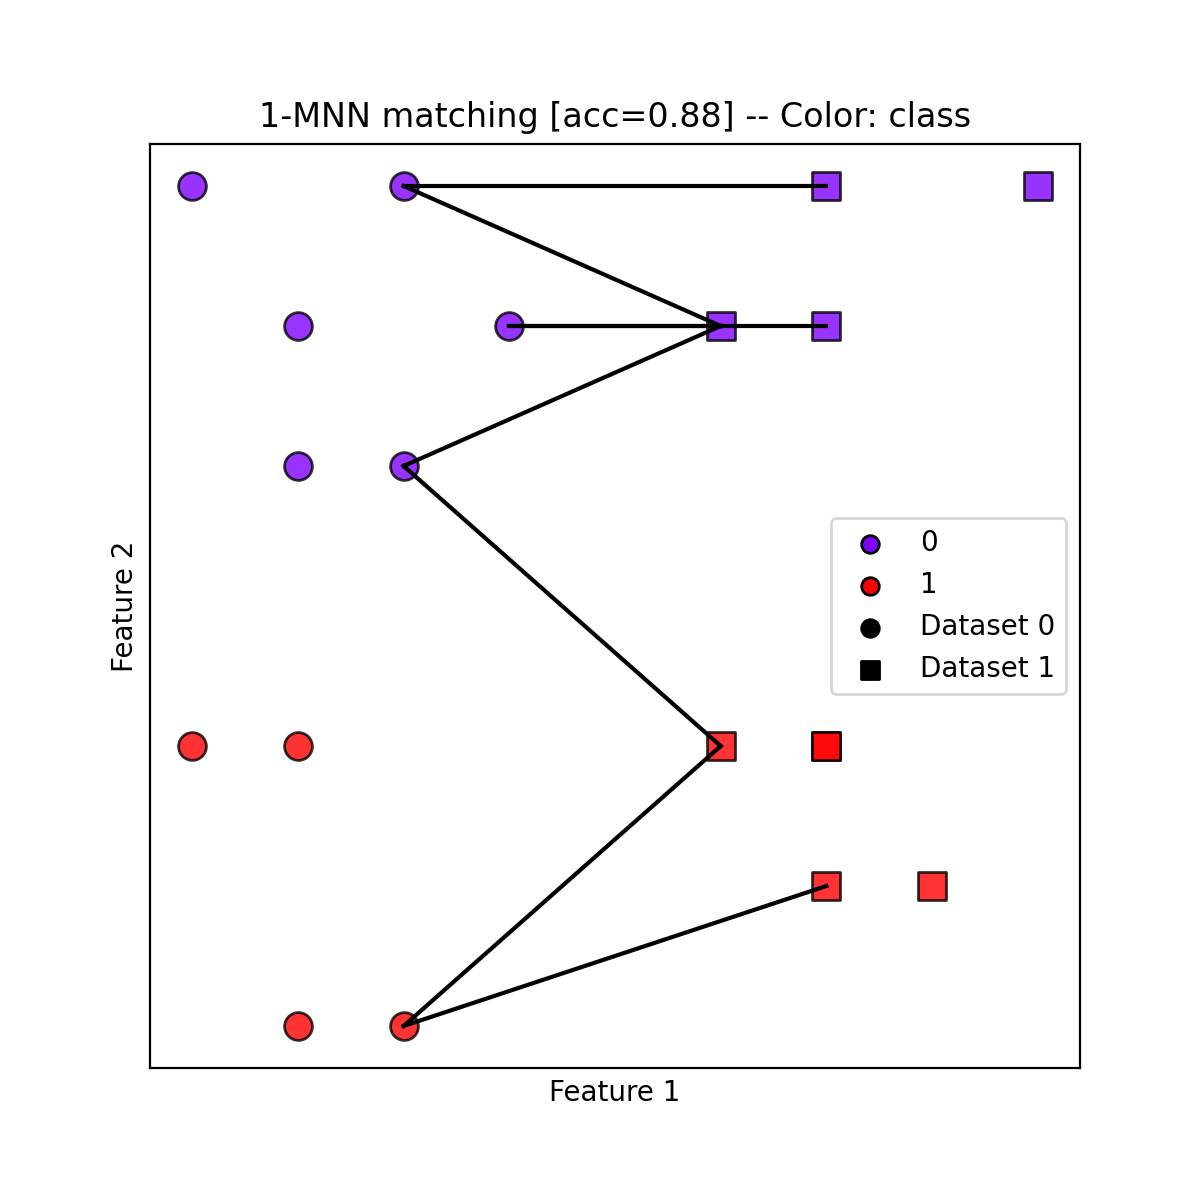 1-MNN matching [acc=0.88] -- Color: class
Feature 2
0
1
Dataset 0
Dataset 1
Feature 1